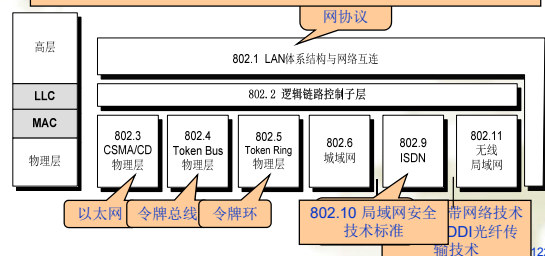 网协议
高层
LLC
MAC
物理层
802.1 LAN体系结构与网络互连
802.2 逻辑链路控制子层
802.3
CSMA/CD
物理层
802.4
Token Bus
物理层
802.5
Token Ring
物理层
802.6
城域网
802.9
ISDN
802.11
无线
局域网
以太网
令牌总线
令牌环
802.10 局域网安全
技术标准
带网络技术
DDI光纤传
输技术
12